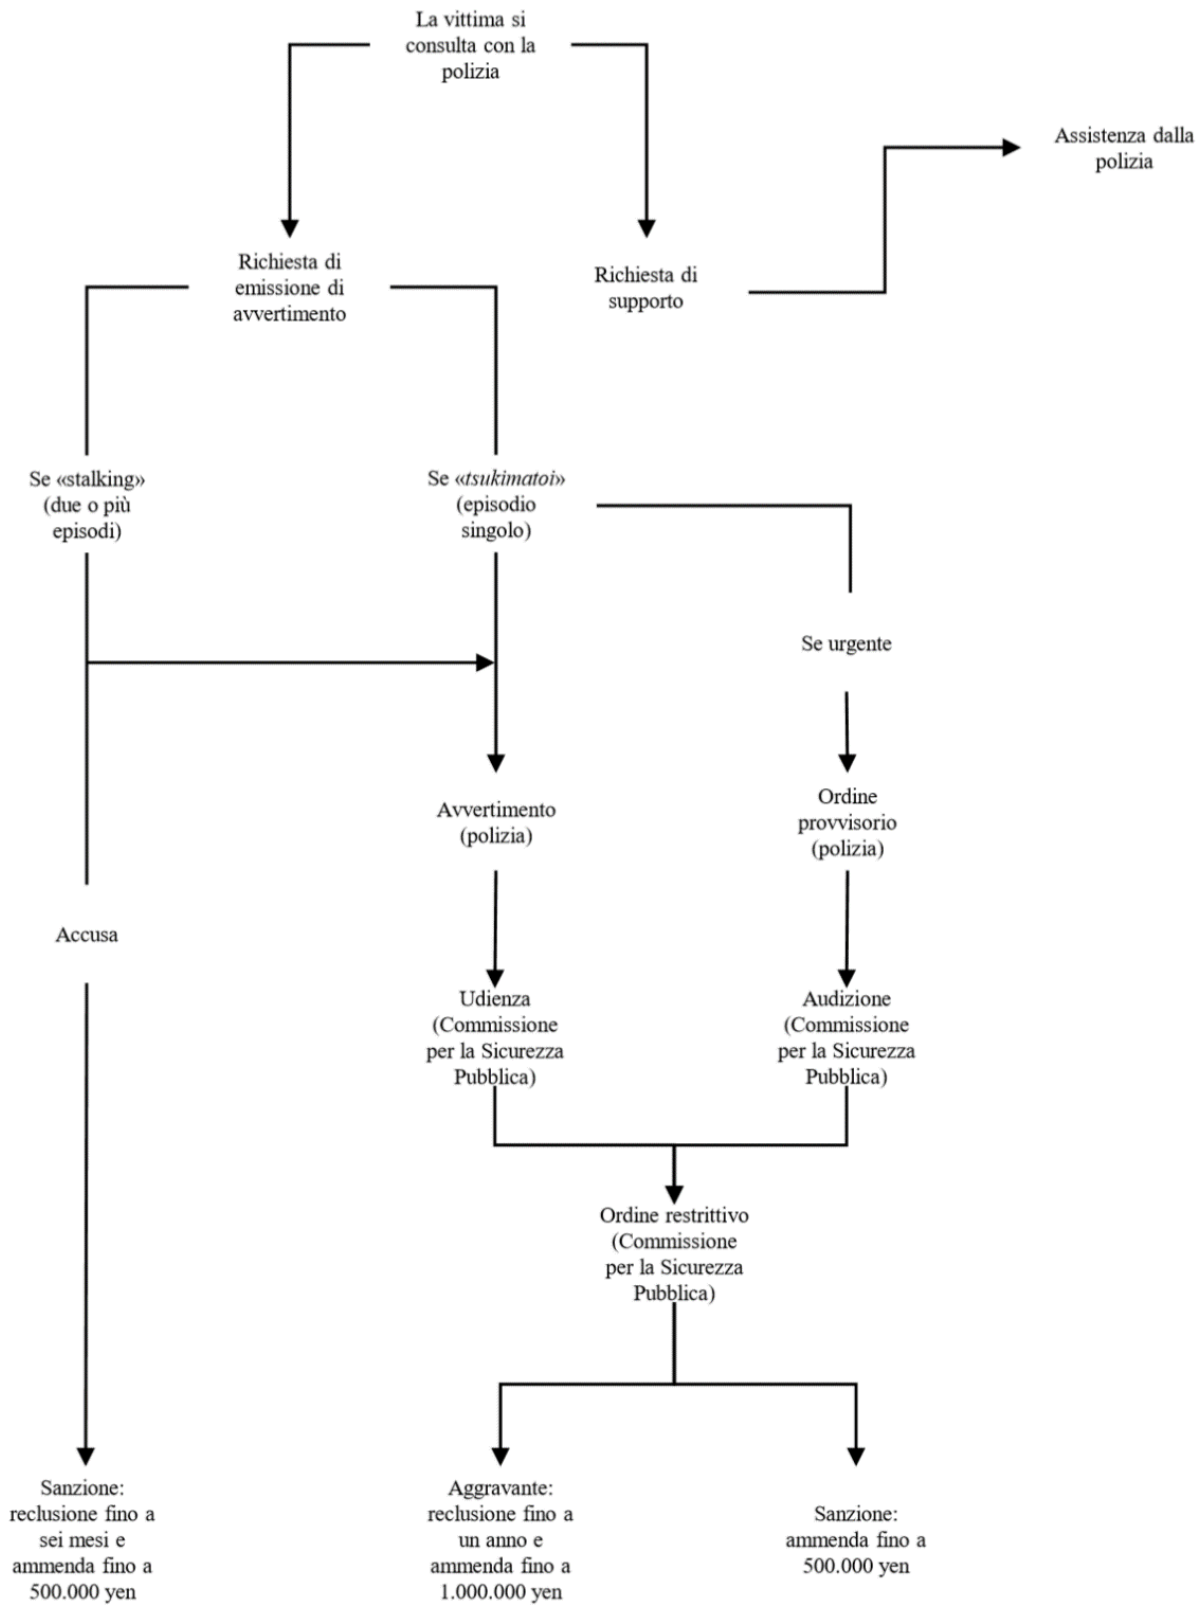 La vittima si
consulta con la
polizia
Assistenza dalla
polizia
Richiesta di
emissione di
avvertimento
Richiesta di
supporto
Se «stalking»
(due o più
episodi)
Se «tsukimatoi»
(episodio
singolo)
Se urgente
Avvertimento
(polizia)
Ordine
provvisorio
(polizia)
Accusa
Udienza
(Commissione
per la Sicurezza
Pubblica)
Audizione
(Commissione
per la Sicurezza
Pubblica)
Ordine restrittivo
(Commissione
per la Sicurezza
Pubblica)
Sanzione:
reclusione fino a
sei mesi e
ammenda fino a
500.000 yen
Aggravante:
reclusione fino a
un anno e
ammenda fino a
1.000.000 yen
Sanzione:
ammenda fino a
500.000 yen